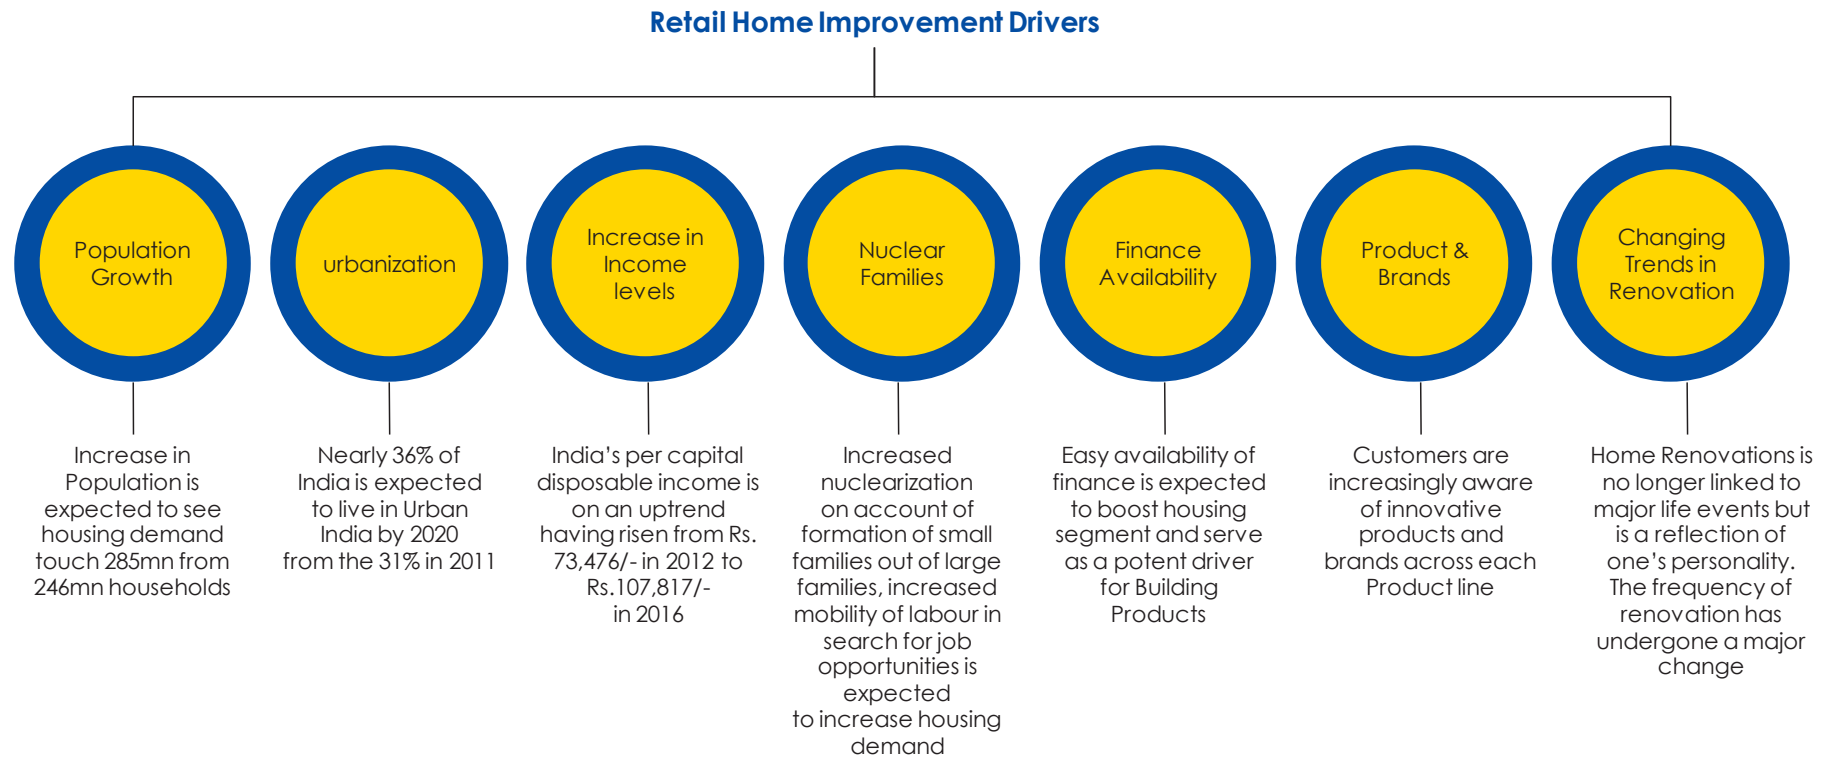 Retail Home Improvement Drivers
Population
Growth
urbanization
Increase in
Income
levels
Nuclear
Families
Finance
Availability
Product &
Brands
Changing
Trends in
Renovation
Increase in
Population is
expected to see
housing demand
touch 285mn from
246mn households
Nearly 36% of
India is expected
to live in Urban
India by 2020
from the 31% in 2011
India’s per capital
disposable income is
on an uptrend
having risen from Rs.
73,476/- in 2012 to
Rs.107,817/-
in 2016
Increased
nuclearization
on account of
formation of small
families out of large
families, increased
mobility of labour in
search for job
opportunities is
expected
to increase housing
demand
Easy availability of
finance is expected
to boost housing
segment and serve
as a potent driver
for Building
Products
Customers are
increasingly aware
of innovative
products and
brands across each
Product line
Home Renovations is
no longer linked to
major life events but
is a reflection of
one’s personality.
The frequency of
renovation has
undergone a major
change